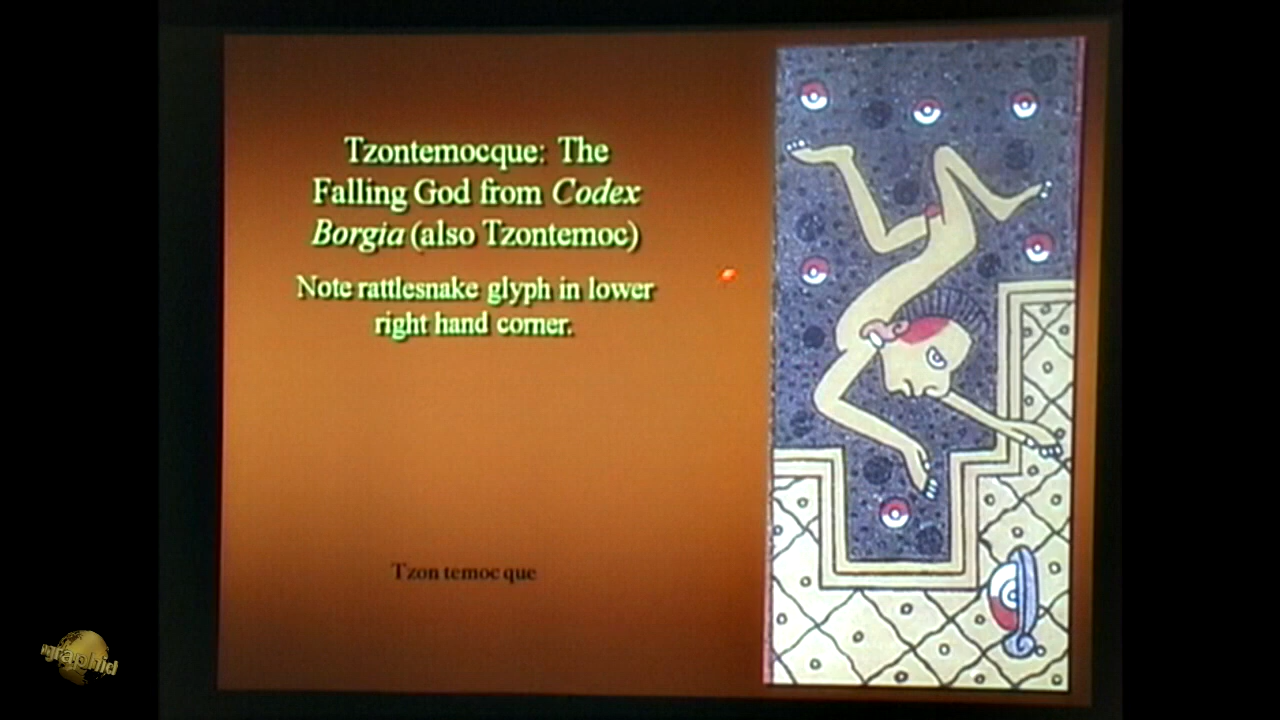 Tzontemocque: The
Falling God from Codex
Borgia (also Tzontemoc)
Note rattlesnake glyph in lower
right hand corner.
Tzon temoc que
graphid